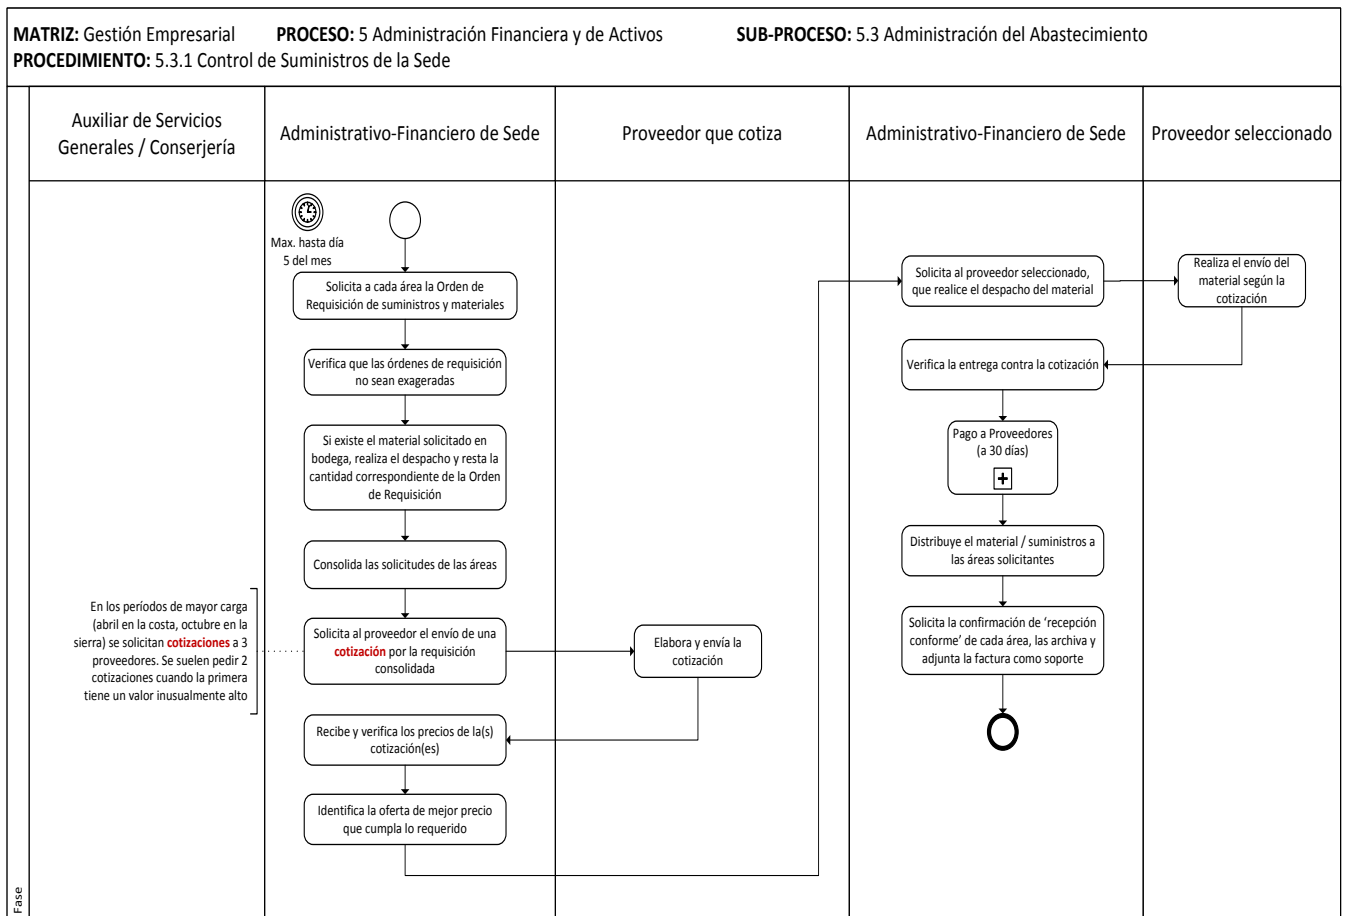 MATRIZ: Gestión Empresarial PROCESO: 5 Administración Financiera y de Activos SUB-PROCESO: 5.3 Administración del Abastecimiento
PROCEDIMIENTO: 5.3.1 Control de Suministros de la Sede
Auxiliar de Servicios
Generales / Conserjería
Administrativo-Financiero de Sede
Proveedor que cotiza
Administrativo-Financiero de Sede
Proveedor seleccionado
Max. hasta día
5 del mes
Solicita a cada área la Orden de
Requisición de suministros y materiales
Verifica que las órdenes de requisición
no sean exageradas
Si existe el material solicitado en
bodega, realiza el despacho y resta la
cantidad correspondiente de la Orden
de Requisición
Consolida las solicitudes de las áreas
En los períodos de mayor carga
(abril en la costa, octubre en la
sierra) se solicitan cotizaciones a 3
proveedores. Se suelen pedir 2
cotizaciones cuando la primera
tiene un valor inusualmente alto
Solicita al proveedor el envío de una
cotización por la requisición
consolidada
Elabora y envía la
cotización
Recibe y verifica los precios de la(s)
cotización(es)
Identifica la oferta de mejor precio
que cumpla lo requerido
Solicita al proveedor seleccionado,
que realice el despacho del material
Realiza el envío del
material según la
cotización
Verifica la entrega contra la cotización
Pago a Proveedores
(a 30 días)
Distribuye el material / suministros a
las áreas solicitantes
Solicita la confirmación de ‘recepción
conforme’ de cada área, las archiva y
adjunta la factura como soporte
Fase